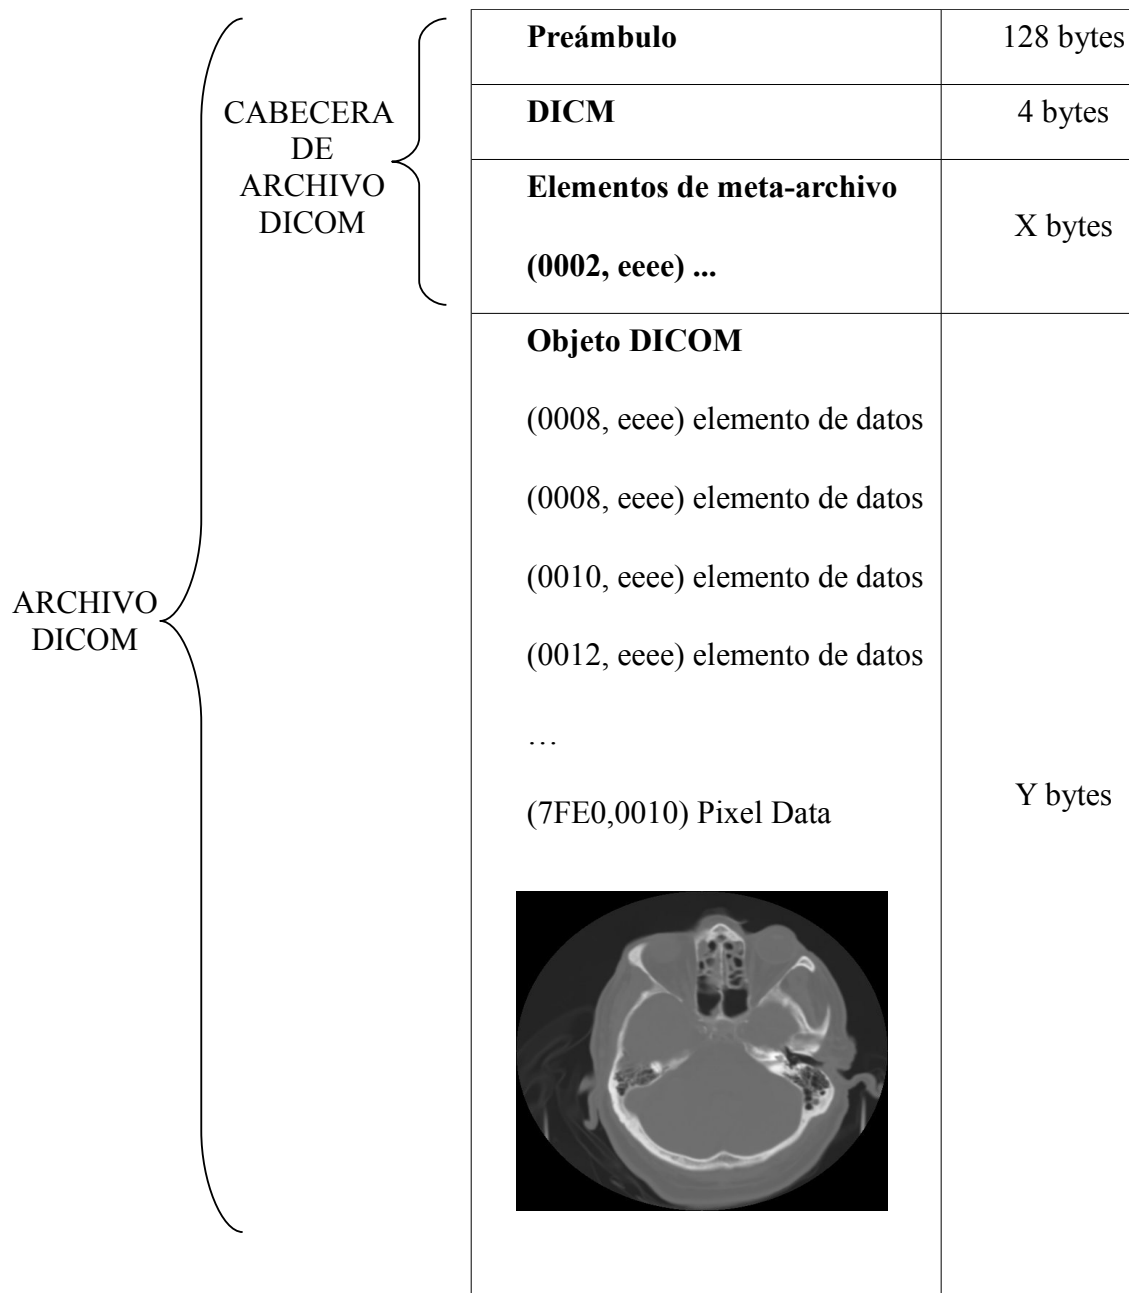 ARCHIVO
DICOM
CABECERA
DE
ARCHIVO
DICOM
Preámbulo 128 bytes
DICM 4 bytes
Elementos de meta-archivo
(0002, eeee) ...
X bytes
Objeto DICOM
(0008, eeee) elemento de datos
(0008, eeee) elemento de datos
(0010, eeee) elemento de datos
(0012, eeee) elemento de datos
…
(7FE0,0010) Pixel Data
Y bytes